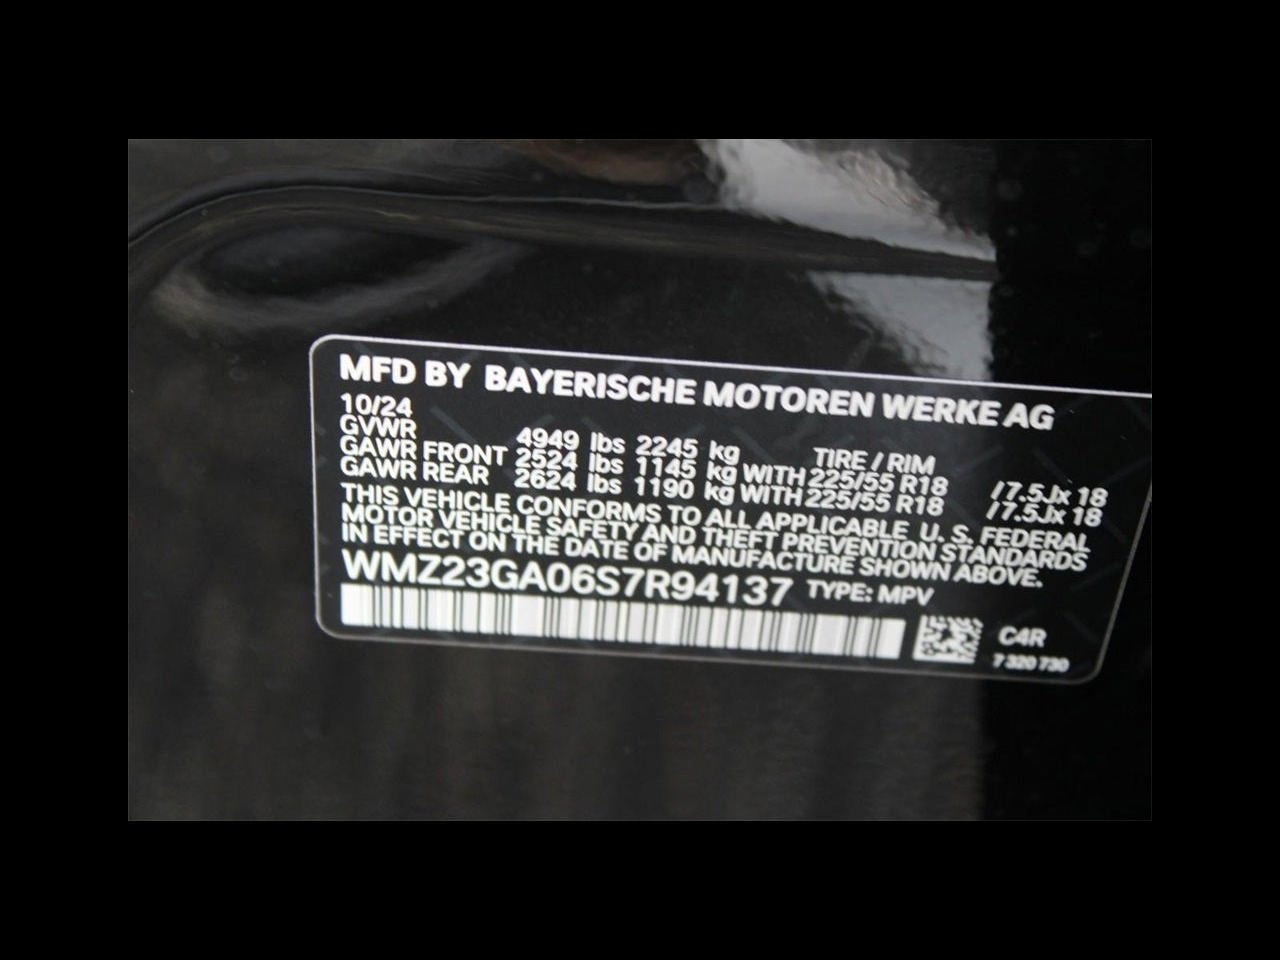 MFD BY BAYERISCHE MOTOREN WERKE AG
10/24
GVWR 4949 lbs 2245 kg TIRE / RIM
GAWR FRONT 2524 lbs 1145 kg WITH 225/55 R18 /7.5Jx 18
GAWR REAR 2624 lbs 1190 kg WITH 225/55 R18 /7.5Jx 18
THIS VEHICLE CONFORMS TO ALL APPLICABLE U. S. FEDERAL
MOTOR VEHICLE SAFETY AND THEFT PREVENTION STANDARDS
IN EFFECT ON THE DATE OF MANUFACTURE SHOWN ABOVE.
WMZ23GA06S7R94137 TYPE: MPV
C4R
7 320 730